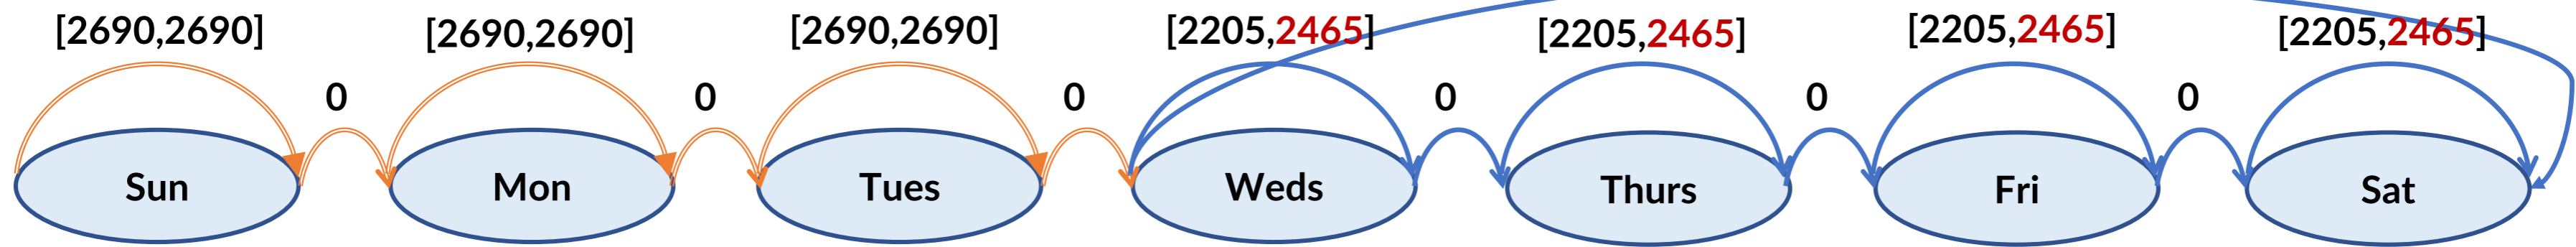 [2690,2690] [2690,2690] [2690,2690] [2205,2465] [2205,2465] [2205,2465] [2205,2465]
0 0 0 0 0 0
Sun Mon Tues Weds Thurs Fri Sat